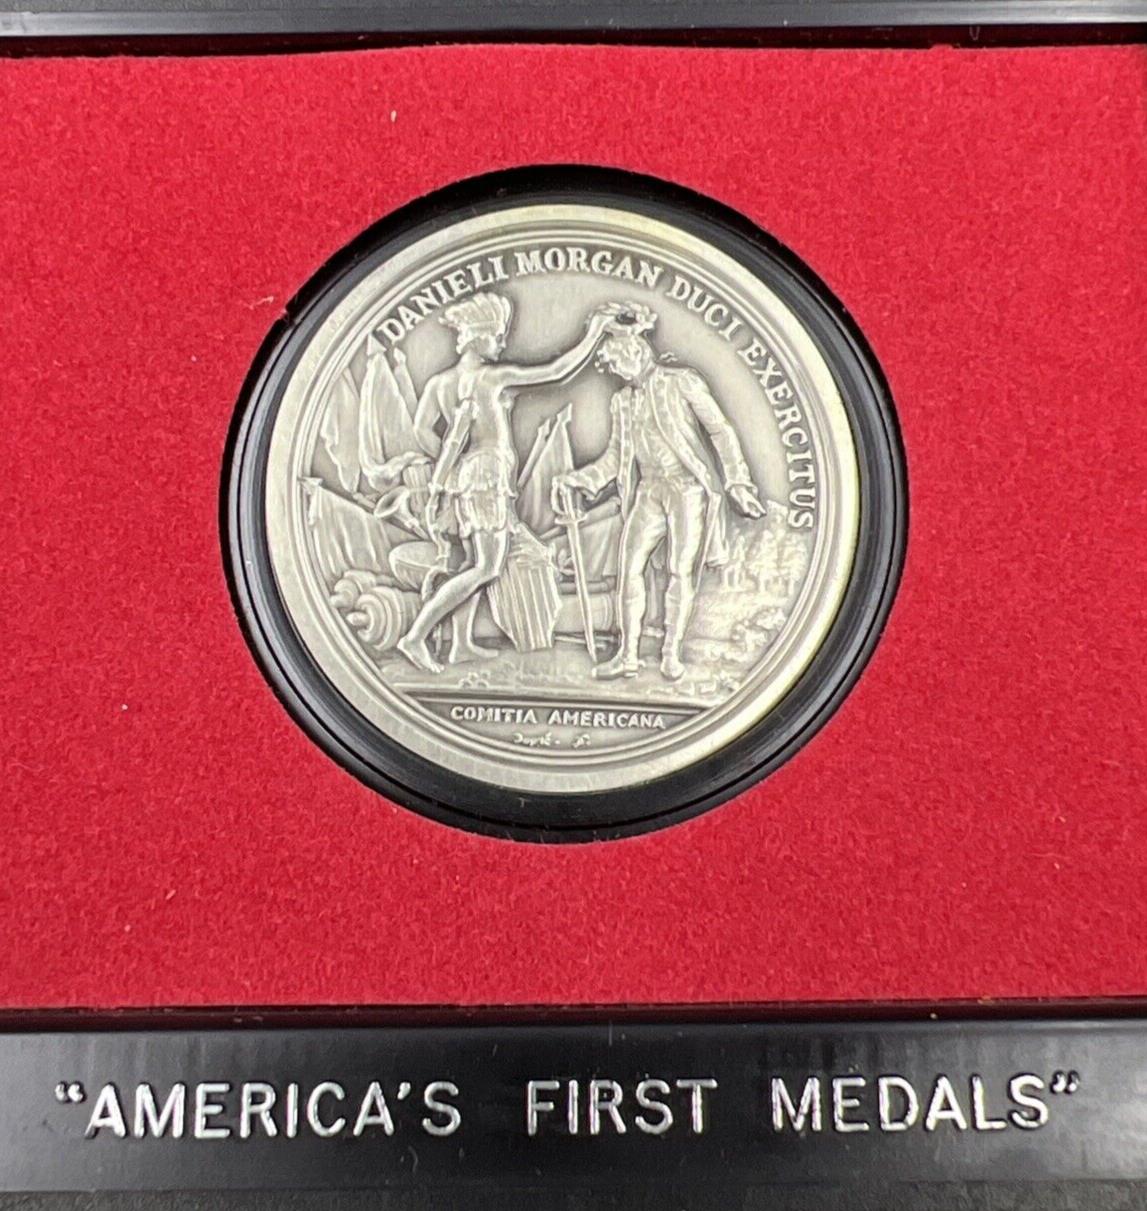 DANIELI MORGAN DUCI EXERCITUS
COMITIA AMERICANA
"AMERICA'S FIRST MEDALS"